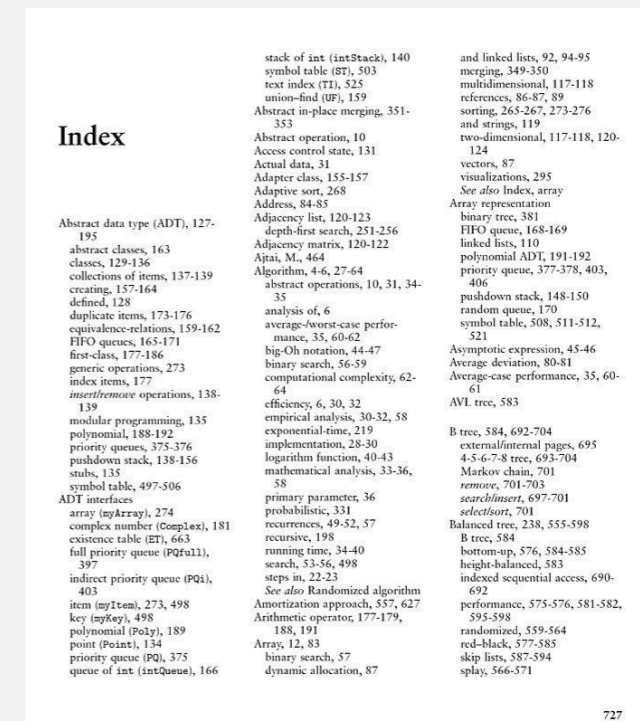 Index
Abstract data type (ADT), 127-
195
abstract classes, 163
classes, 129-136
collections of items, 137-139
creating, 157-164
defined, 128
duplicate items, 173-176
equivalence-relations, 159-162
FIFO queues, 165-171
first-class, 177-186
generic operations, 273
index items, 177
insert/remove operations, 138-
139
modular programming, 135
polynomial, 188-192
priority queues, 375-376
pushdown stack, 138-156
stubs, 135
symbol table, 497-506
ADT interfaces
array (myArray), 274
complex number (Complex), 181
existence table (ET), 663
full priority queue (PQfull),
397
indirect priority queue (PQi),
403
item (myItem), 273, 498
key (myKey), 498
polynomial (Poly), 189
point (Point), 134
priority queue (PQ), 375
queue of int (intQueue), 166
stack of int (intStack), 140
symbol table (ST), 503
text index (TI), 525
union–find (UF), 159
Abstract in-place merging, 351-
353
Abstract operation, 10
Access control state, 131
Actual data, 31
Adapter class, 155-157
Adaptive sort, 268
Address, 84-85
Adjacency list, 120-123
depth-first search, 251-256
Adjacency matrix, 120-122
Ajtai, M., 464
Algorithm, 4-6, 27-64
abstract operations, 10, 31, 34-
35
analysis of, 6
average-/worst-case perfor-
mance, 35, 60-62
big-Oh notation, 44-47
binary search, 56-59
computational complexity, 62-
64
efficiency, 6, 30, 32
empirical analysis, 30-32, 58
exponential-time, 219
implementation, 28-30
logarithm function, 40-43
mathematical analysis, 33-36,
58
primary parameter, 36
probabilistic, 331
recurrences, 49-52, 57
recursive, 198
running time, 34-40
search, 53-56, 498
steps in, 22-23
See also Randomized algorithm
Amortization approach, 557, 627
Arithmetic operator, 177-179,
188, 191
Array, 12, 83
binary search, 57
dynamic allocation, 87
and linked lists, 92, 94-95
merging, 349-350
multidimensional, 117-118
references, 86-87, 89
sorting, 265-267, 273-276
and strings, 119
two-dimensional, 117-118, 120-
124
vectors, 87
visualizations, 295
See also Index, array
Array representation
binary tree, 381
FIFO queue, 168-169
linked lists, 110
polynomial ADT, 191-192
priority queue, 377-378, 403,
406
pushdown stack, 148-150
random queue, 170
symbol table, 508, 511-512,
521
Asymptotic expression, 45-46
Average deviation, 80-81
Average-case performance, 35, 60-
61
AVL tree, 583
B tree, 584, 692-704
external/internal pages, 695
4-5-6-7-8 tree, 693-704
Markov chain, 701
remove, 701-703
search/insert, 697-701
select/sort, 701
Balanced tree, 238, 555-598
B tree, 584
bottom-up, 576, 584-585
height-balanced, 583
indexed sequential access, 690-
692
performance, 575-576, 581-582,
595-598
randomized, 559-564
red–black, 577-585
skip lists, 587-594
splay, 566-571
727